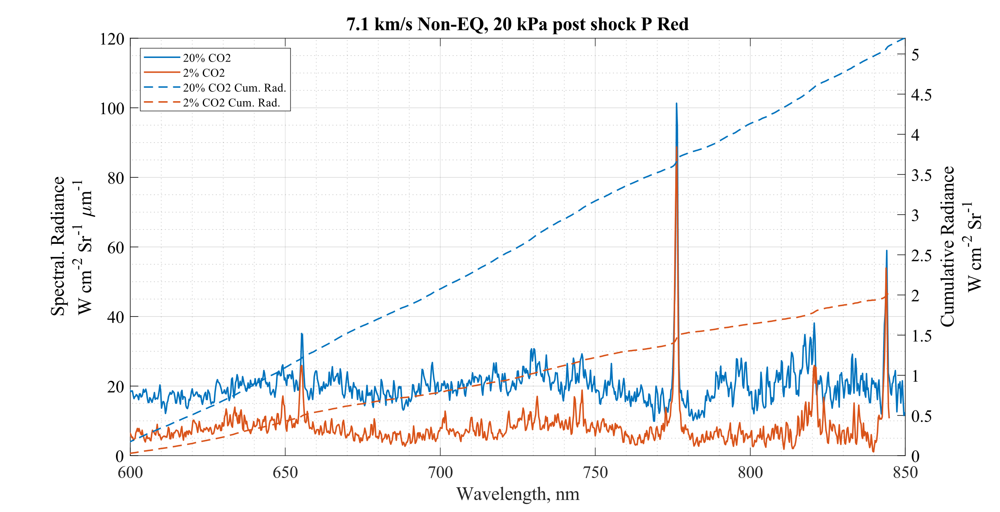 7.1 km/s Non-EQ, 20 kPa post shock P Red
20% CO2
2% CO2
20% CO2 Cum. Rad.
2% CO2 Cum. Rad.
120
100
80
60
40
20
0
Spectral. Radiance
W cm-2 Sr-1 μm-1
5
4.5
4
3.5
3
2.5
2
1.5
1
0.5
0
Cumulative Radiance
W cm-2 Sr-1
600 650 700 750 800 850
Wavelength, nm